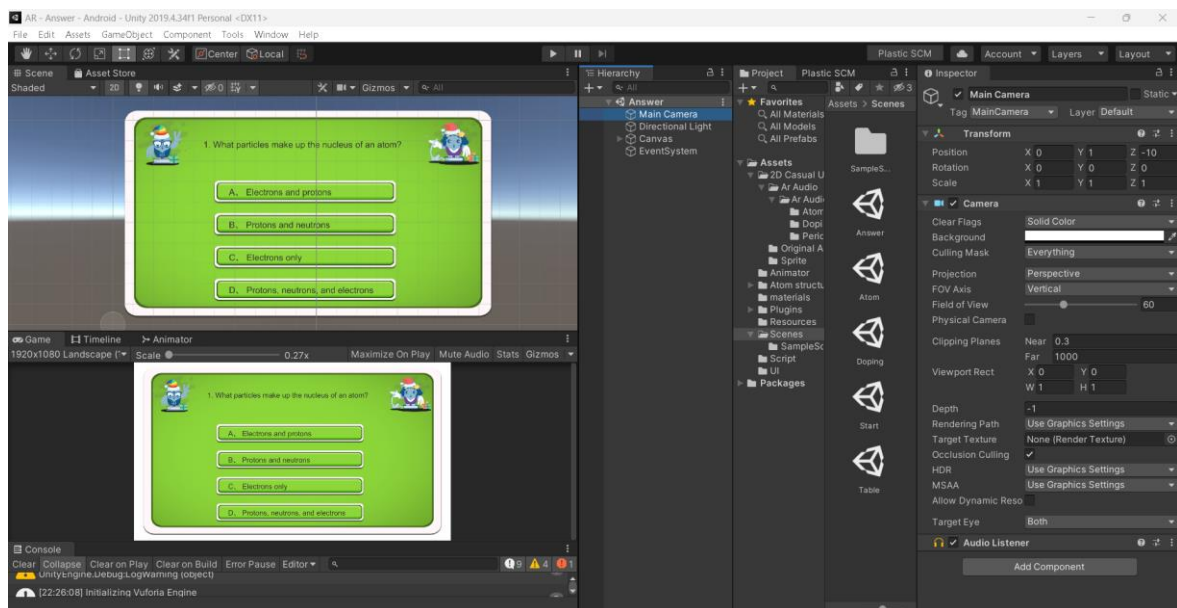 AR - Answer - Android - Unity 2019.4.34f1 Personal <DX11>
File Edit Assets GameObject Component Tools Window Help
Center Local
Plastic SCM Account Layers Layout
Scene Asset Store
Shaded 2D 0 Gizmos All
1. What particles make up the nucleus of an atom?
A、 Electrons and protons
B、 Protons and neutrons
C、 Electrons only
D、 Protons, neutrons, and electrons
Game Timeline Animator
1920x1080 Landscape ( Scale 0.27x Maximize On Play Mute Audio Stats Gizmos
1. What particles make up the nucleus of an atom?
A、 Electrons and protons
B、 Protons and neutrons
C、 Electrons only
D、 Protons, neutrons, and electrons
Console
Clear Collapse Clear on Play Clear on Build Error Pause Editor 9 4 1
UnityEngine.Debug:LogWarning (object)
[22:26:08] Initializing Vuforia Engine
Hierarchy
All
Answer
Main Camera
Directional Light
Canvas
EventSystem
Project Plastic SCM
3
Favorites
All Materials
All Models
All Prefabs
Assets
2D Casual U
Ar Audio
Ar Audi
Atom
Dopi
Peric
Original A
Sprite
Animator
Atom structu
materials
Plugins
Resources
Scenes
SampleSc
Script
UI
Packages
Assets > Scenes
SampleS...
Answer
Atom
Doping
Start
Table
Inspector
Main Camera Static
Tag MainCamera Layer Default
Transform
Position X 0 Y 1 Z -10
Rotation X 0 Y 0 Z 0
Scale X 1 Y 1 Z 1
Camera
Clear Flags Solid Color
Background
Culling Mask Everything
Projection Perspective
FOV Axis Vertical
Field of View 60
Physical Camera
Clipping Planes Near 0.3
Far 1000
Viewport Rect X 0 Y 0
W 1 H 1
Depth -1
Rendering Path Use Graphics Settings
Target Texture None (Render Texture)
Occlusion Culling
HDR Use Graphics Settings
MSAA Use Graphics Settings
Allow Dynamic Reso
Target Eye Both
Audio Listener
Add Component